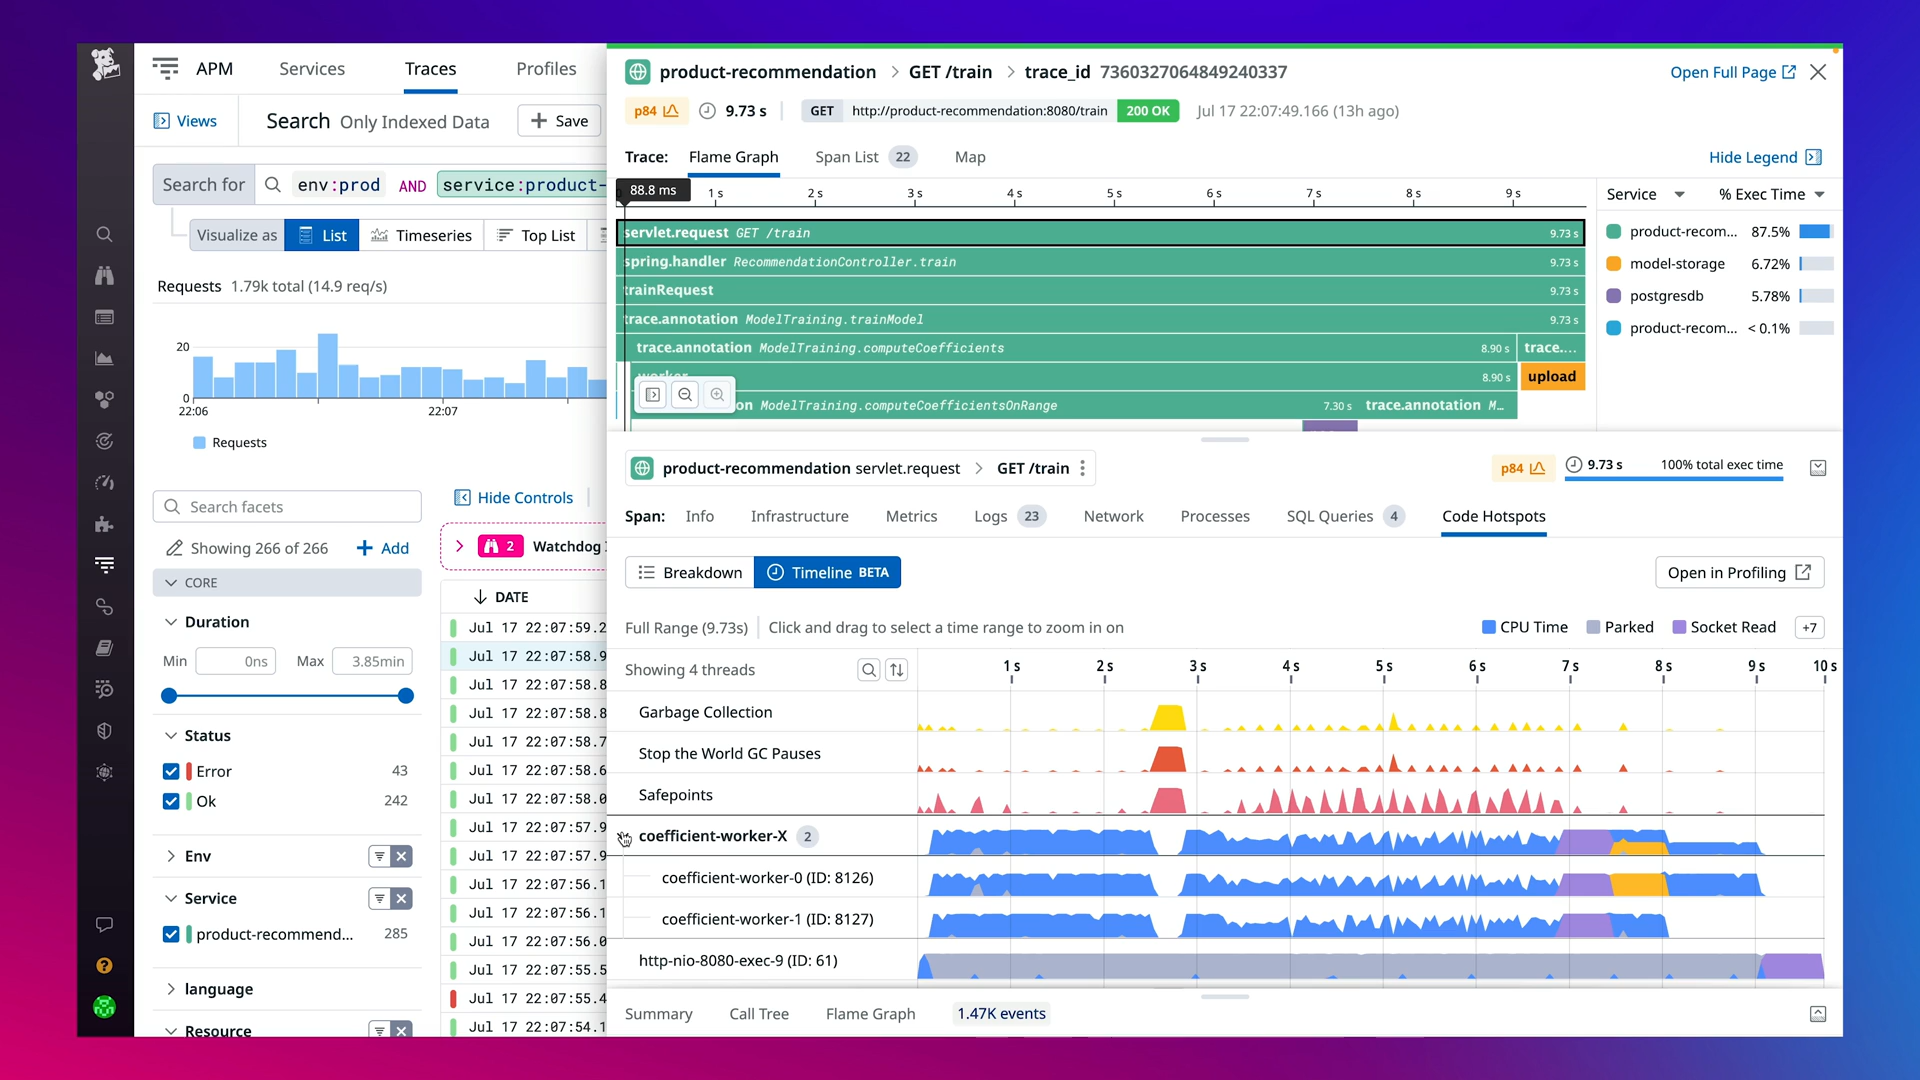 APM
Services
Traces
Profiles
Views
Search Only Indexed Data
Save
Search for
env:prod AND service:product-
Visualize as
List
Timeseries
Top List
Requests 1.79k total (14.9 req/s)
20
0
22:06
22:07
Requests
Search facets
Hide Controls
Showing 266 of 266
Add
2
Watchdog
CORE
DATE
Duration
Min
0ns
Max
3.85min
Status
Error
43
Ok
242
Env
Service
product-recommend...
285
language
Resource
Jul 17 22:07:59.2
Jul 17 22:07:58.9
Jul 17 22:07:58.8
Jul 17 22:07:58.8
Jul 17 22:07:58.7
Jul 17 22:07:58.6
Jul 17 22:07:58.0
Jul 17 22:07:57.9
Jul 17 22:07:57.9
Jul 17 22:07:56.1
Jul 17 22:07:56.1
Jul 17 22:07:56.0
Jul 17 22:07:55.5
Jul 17 22:07:55.4
Jul 17 22:07:54.1
product-recommendation > GET /train > trace_id 7360327064849240337
Open Full Page
p84
9.73 s
GET http://product-recommendation:8080/train 200 OK
Jul 17 22:07:49.166 (13h ago)
Trace:
Flame Graph
Span List 22
Map
Hide Legend
88.8 ms
1 s
2 s
3 s
4 s
5 s
6 s
7 s
8 s
9 s
servlet.request GET /train 9.73 s
spring.handler RecommendationController.train 9.73 s
trainRequest 9.73 s
trace.annotation ModelTraining.trainModel 9.73 s
trace.annotation ModelTraining.computeCoefficients 8.90 s
trace....
worker 8.90 s
upload
on ModelTraining.computeCoefficientsOnRange 7.30 s
trace.annotation M...
Service
% Exec Time
product-recom... 87.5%
model-storage 6.72%
postgresdb 5.78%
product-recom... < 0.1%
product-recommendation servlet.request > GET /train
p84
9.73 s
100% total exec time
Span:
Info
Infrastructure
Metrics
Logs 23
Network
Processes
SQL Queries 4
Code Hotspots
Breakdown
Timeline BETA
Open in Profiling
Full Range (9.73s)
Click and drag to select a time range to zoom in on
CPU Time
Parked
Socket Read
+7
Showing 4 threads
1 s
2 s
3 s
4 s
5 s
6 s
7 s
8 s
9 s
10 s
Garbage Collection
Stop the World GC Pauses
Safepoints
coefficient-worker-X 2
coefficient-worker-0 (ID: 8126)
coefficient-worker-1 (ID: 8127)
http-nio-8080-exec-9 (ID: 61)
Summary
Call Tree
Flame Graph
1.47K events